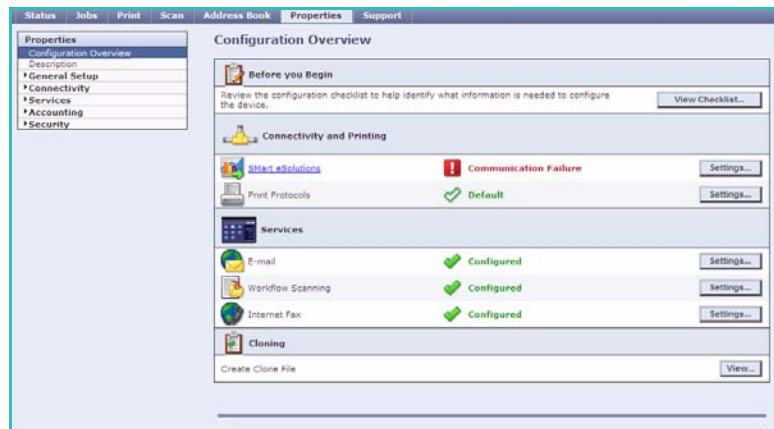 Status Jobs Print Scan Address Book Properties Support
Properties
Configuration Overview
Description
General Setup
Connectivity
Services
Accounting
Security
Configuration Overview
Before you Begin
Review the configuration checklist to help identify what information is needed to configure
the device.
View Checklist...
Connectivity and Printing
SMart eSolutions Communication Failure Settings...
Print Protocols Default Settings...
Services
E-mail Configured Settings...
Workflow Scanning Configured Settings...
Internet Fax Configured Settings...
Cloning
Create Clone File View...